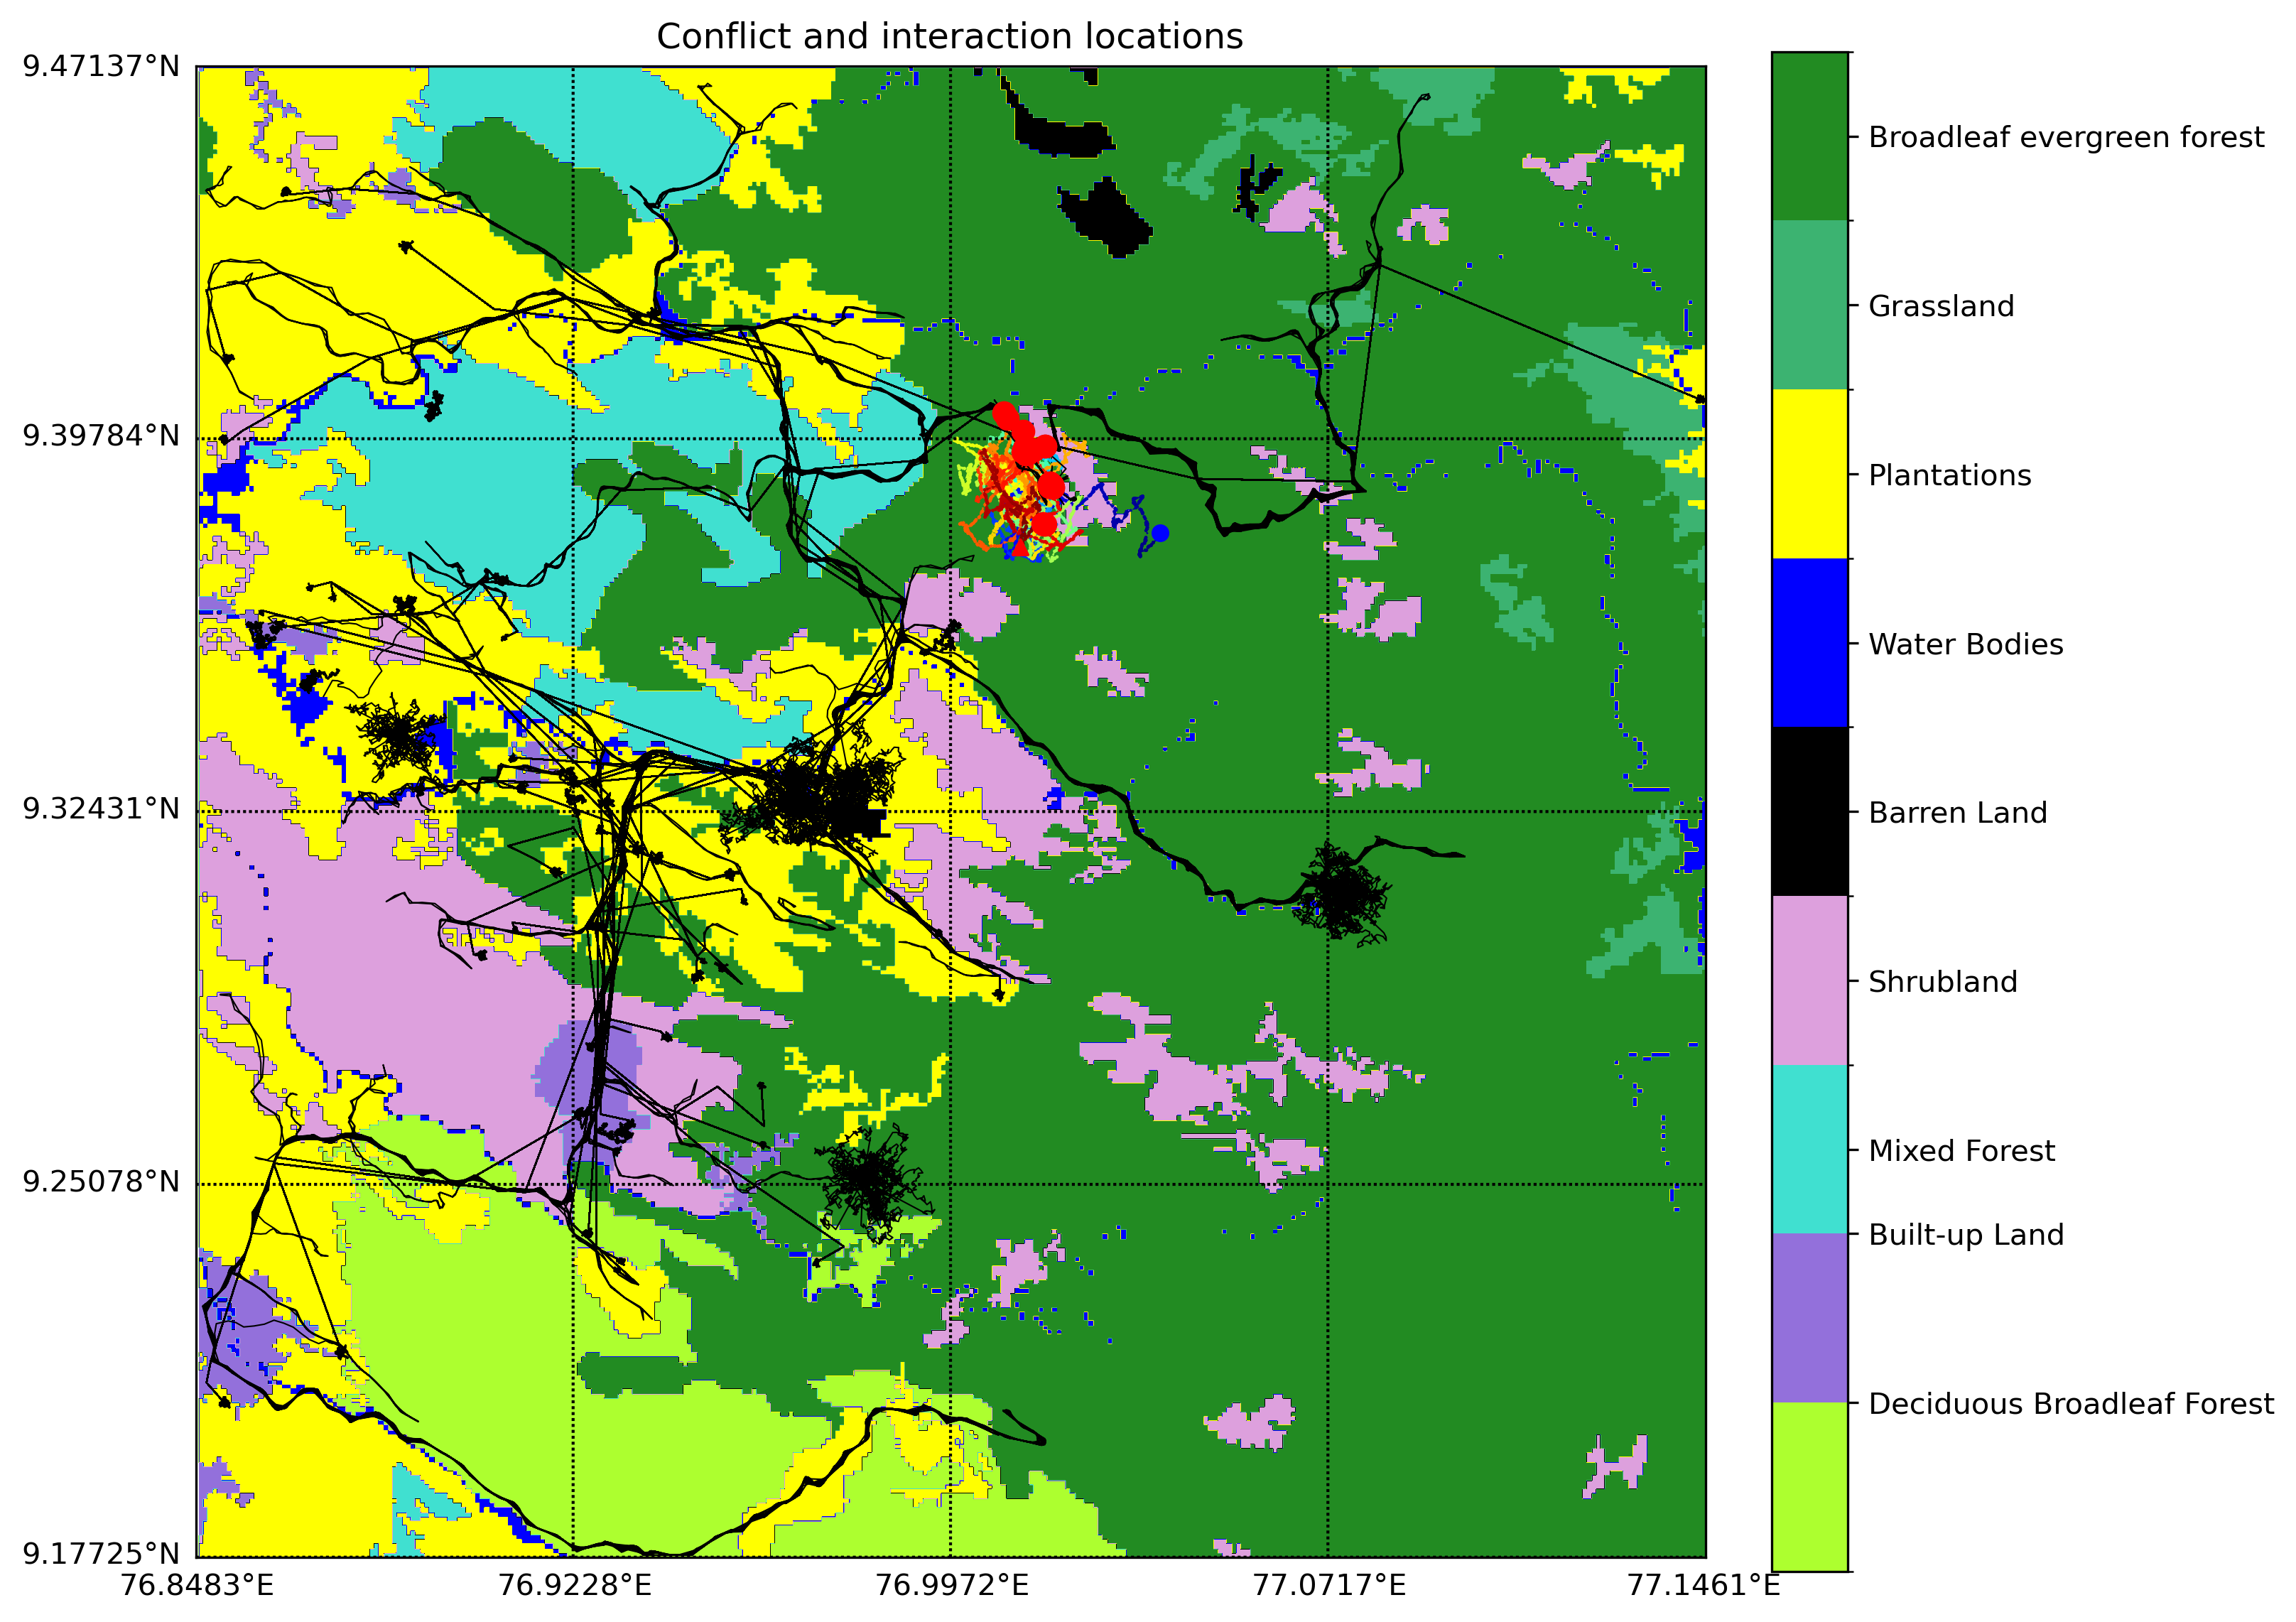 Conflict and interaction locations
9.47137°N
9.39784°N
9.32431°N
9.25078°N
9.17725°N
76.8483°E
76.9228°E
76.9972°E
77.0717°E
77.1461°E
Broadleaf evergreen forest
Grassland
Plantations
Water Bodies
Barren Land
Shrubland
Mixed Forest
Built-up Land
Deciduous Broadleaf Forest